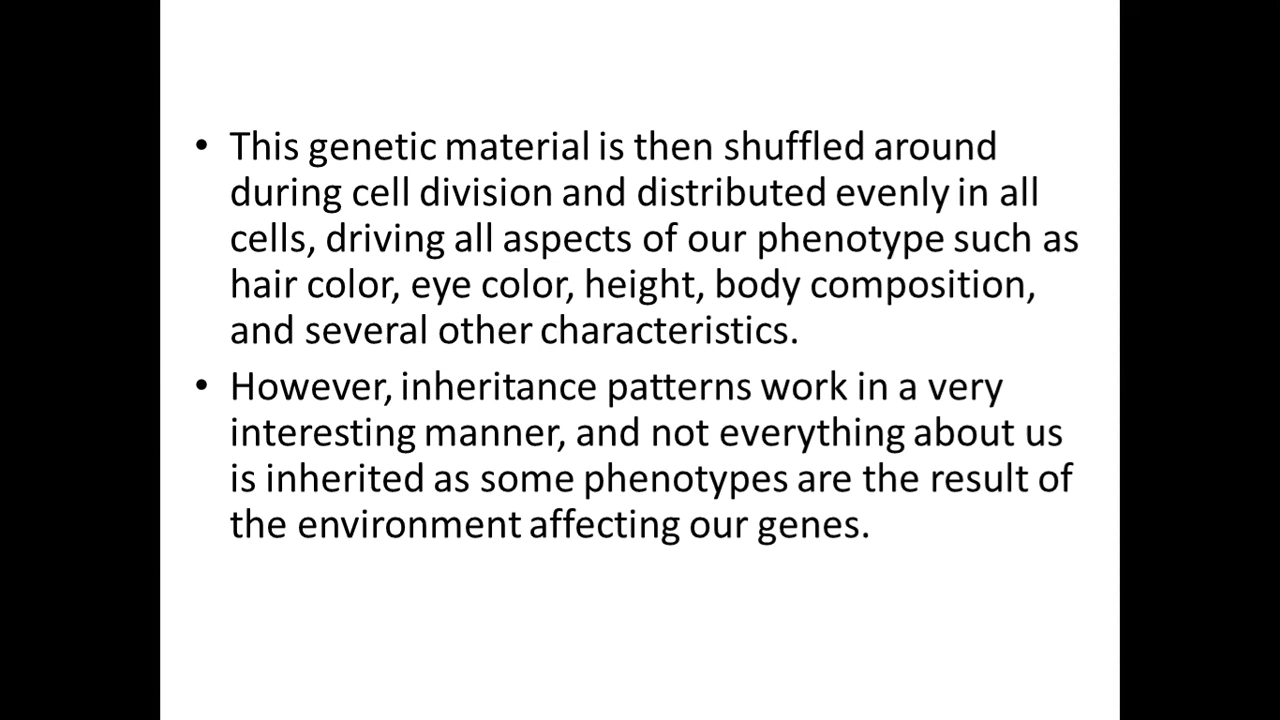 • This genetic material is then shuffled around
during cell division and distributed evenly in all
cells, driving all aspects of our phenotype such as
hair color, eye color, height, body composition,
and several other characteristics.
• However, inheritance patterns work in a very
interesting manner, and not everything about us
is inherited as some phenotypes are the result of
the environment affecting our genes.